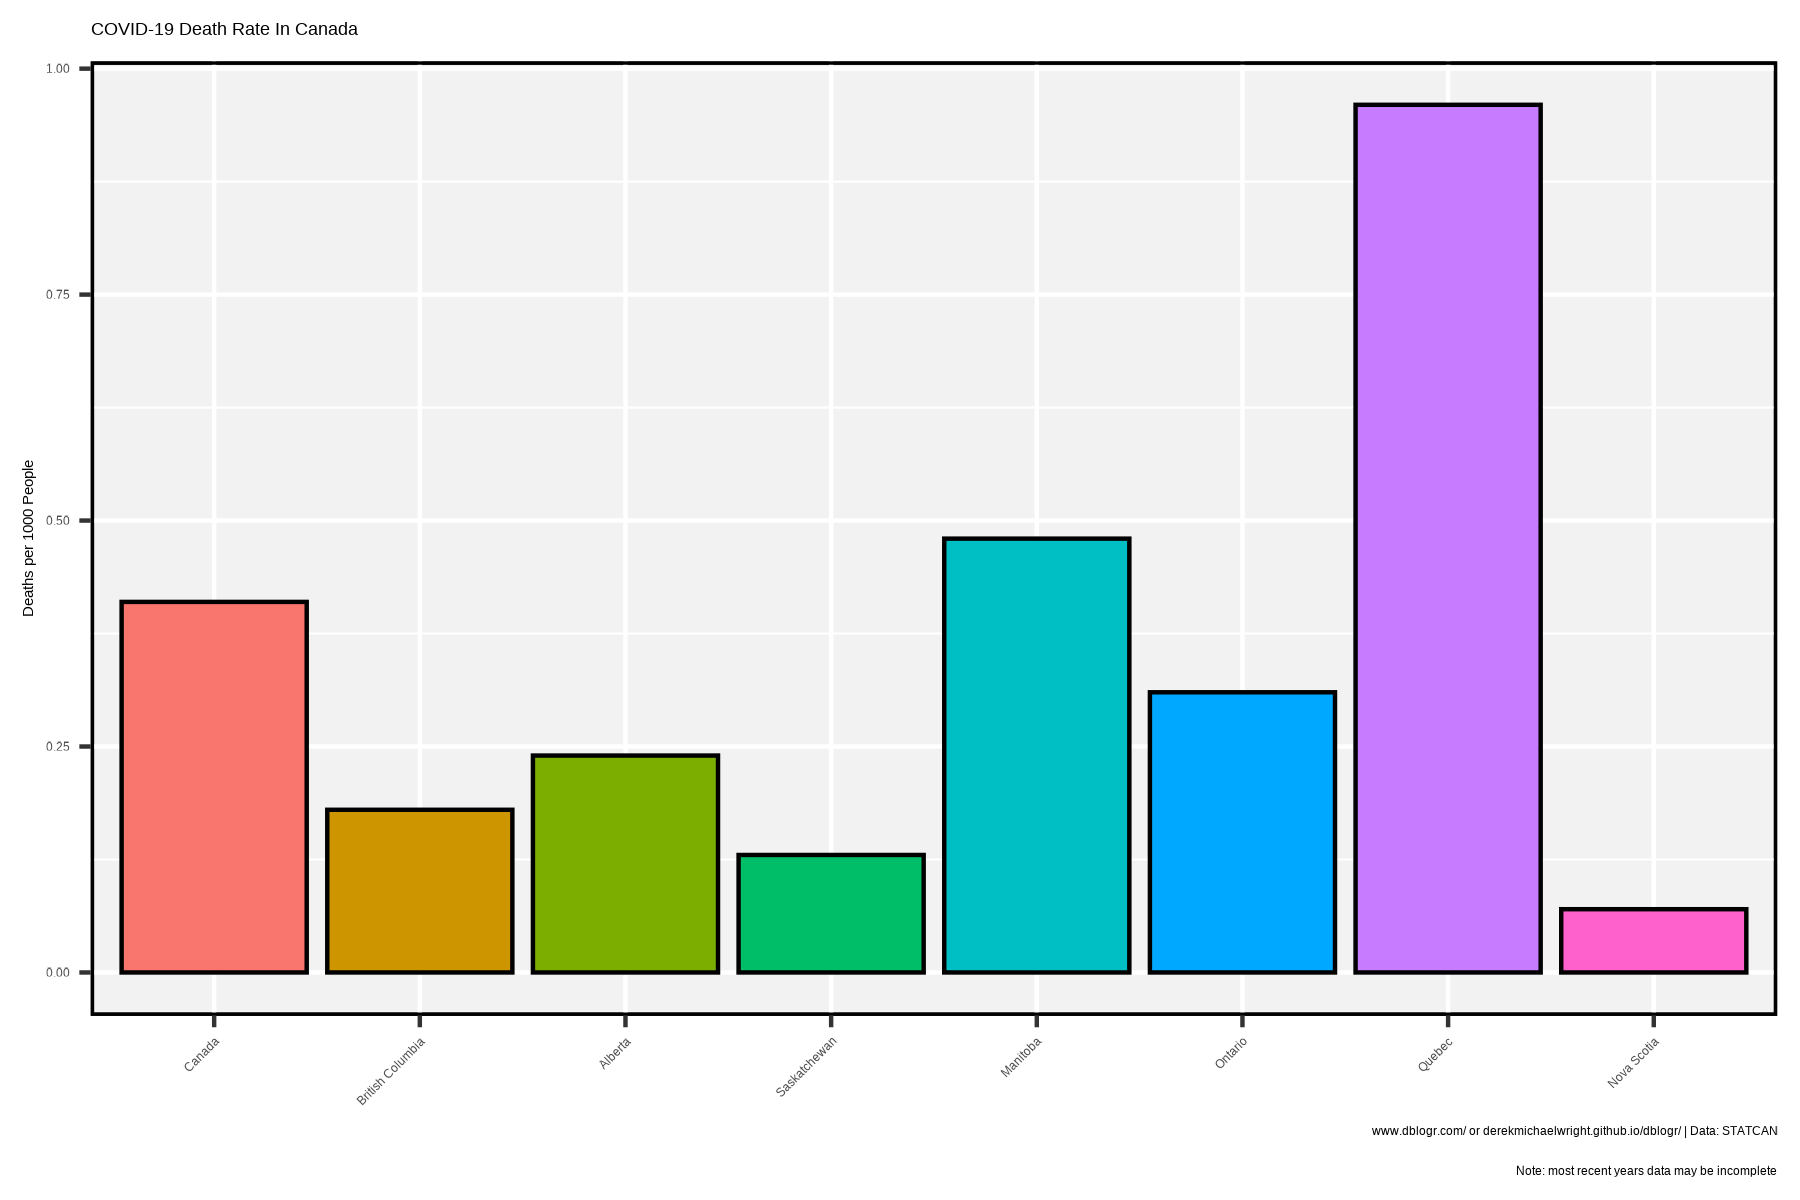 COVID-19 Death Rate In Canada
Deaths per 1000 People
1.00
0.75
0.50
0.25
0.00
Canada
British Columbia
Alberta
Saskatchewan
Manitoba
Ontario
Quebec
Nova Scotia
www.dblogr.com/ or derekmichaelwright.github.io/dblogr/ | Data: STATCAN
Note: most recent years data may be incomplete